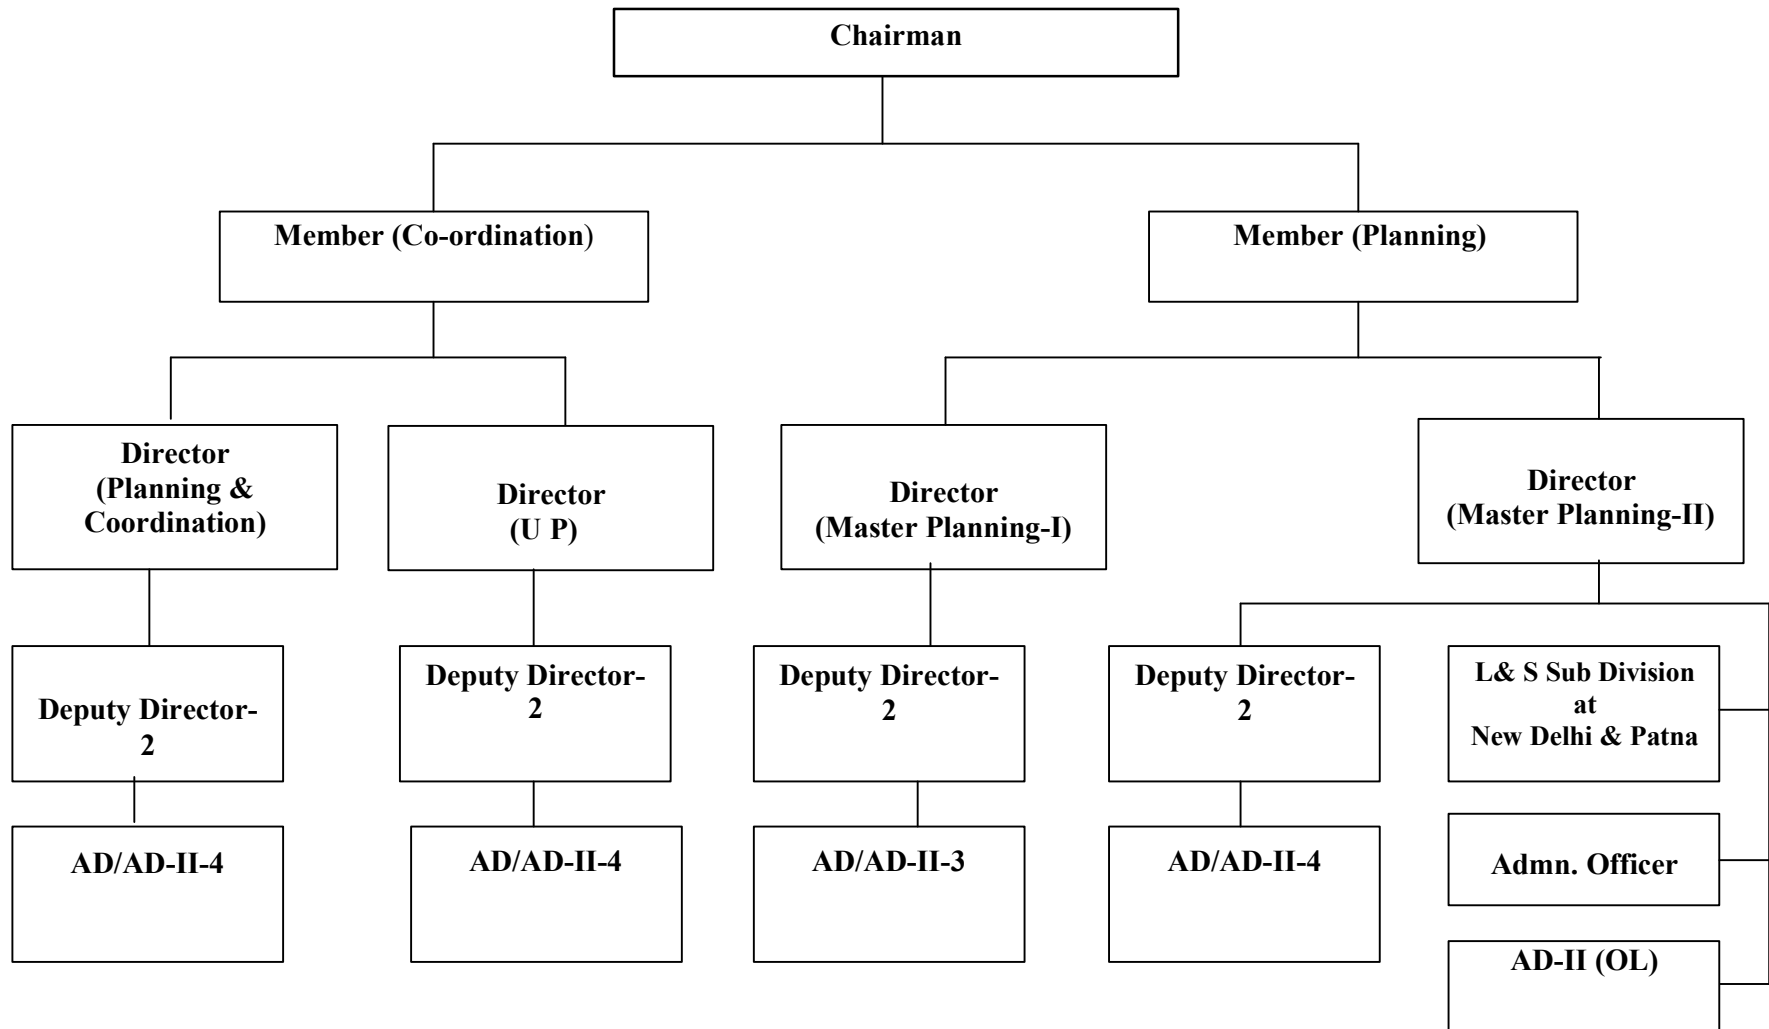 Chairman
Member (Co-ordination)
Member (Planning)
Director
(Planning &
Coordination)
Director
(U P)
Director
(Master Planning-I)
Director
(Master Planning-II)
Deputy Director-
2
Deputy Director-
2
Deputy Director-
2
Deputy Director-
2
L& S Sub Division
at
New Delhi & Patna
AD/AD-II-4
AD/AD-II-4
AD/AD-II-3
AD/AD-II-4
Admn. Officer
AD-II (OL)